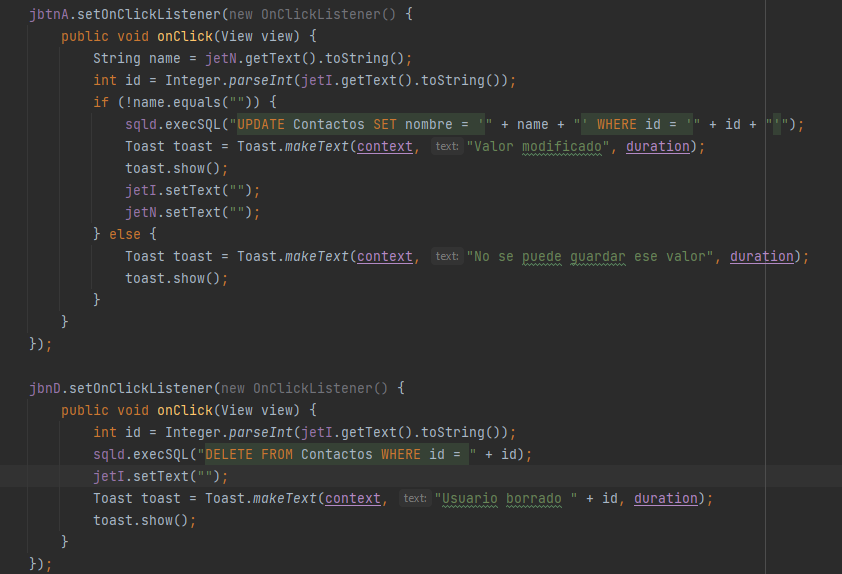 jbtnA.setOnClickListener(new OnClickListener() {
    public void onClick(View view) {
        String name = jetN.getText().toString();
        int id = Integer.parseInt(jetI.getText().toString());
        if (!name.equals("")) {
            sqld.execSQL("UPDATE Contactos SET nombre = '" + name + "' WHERE id = '" + id + "'");
            Toast toast = Toast.makeText(context, text: "Valor modificado", duration);
            toast.show();
            jetI.setText("");
            jetN.setText("");
        } else {
            Toast toast = Toast.makeText(context, text: "No se puede guardar ese valor", duration);
            toast.show();
        }
    }
});

jbnD.setOnClickListener(new OnClickListener() {
    public void onClick(View view) {
        int id = Integer.parseInt(jetI.getText().toString());
        sqld.execSQL("DELETE FROM Contactos WHERE id = " + id);
        jetI.setText("");
        Toast toast = Toast.makeText(context, text: "Usuario borrado " + id, duration);
        toast.show();
    }
});